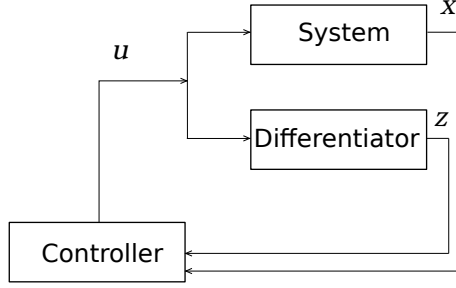 x
System
u
z
Differentiator
Controller